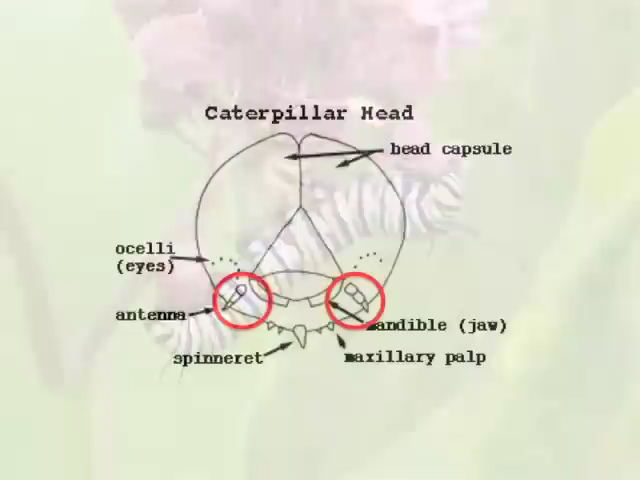 Caterpillar Head
head capsule
ocelli
(eyes)
antenna
mandible (jaw)
spinneret
maxillary palp